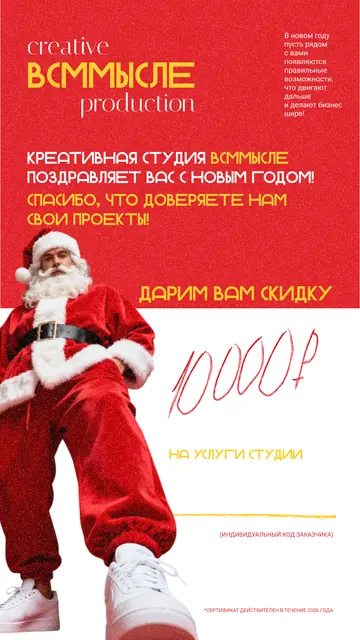 creative
ВСММЫСЛЕ
production
В новом году
пусть рядом
с вами
появляются
правильные
возможности,
что двигают
дальше
и делают бизнес
шире!
КРЕАТИВНАЯ СТУДИЯ ВСММЫСЛЕ
ПОЗДРАВЛЯЕТ ВАС С НОВЫМ ГОДОМ!
СПАСИБО, ЧТО ДОВЕРЯЕТЕ НАМ
СВОИ ПРОЕКТЫ!
ДАРИМ ВАМ СКИДКУ
10 000₽
НА УСЛУГИ СТУДИИ
(ИНДИВИДУАЛЬНЫЙ КОД ЗАКАЗЧИКА)
*СЕРТИФИКАТ ДЕЙСТВИТЕЛЕН В ТЕЧЕНИЕ 2026 ГОДА